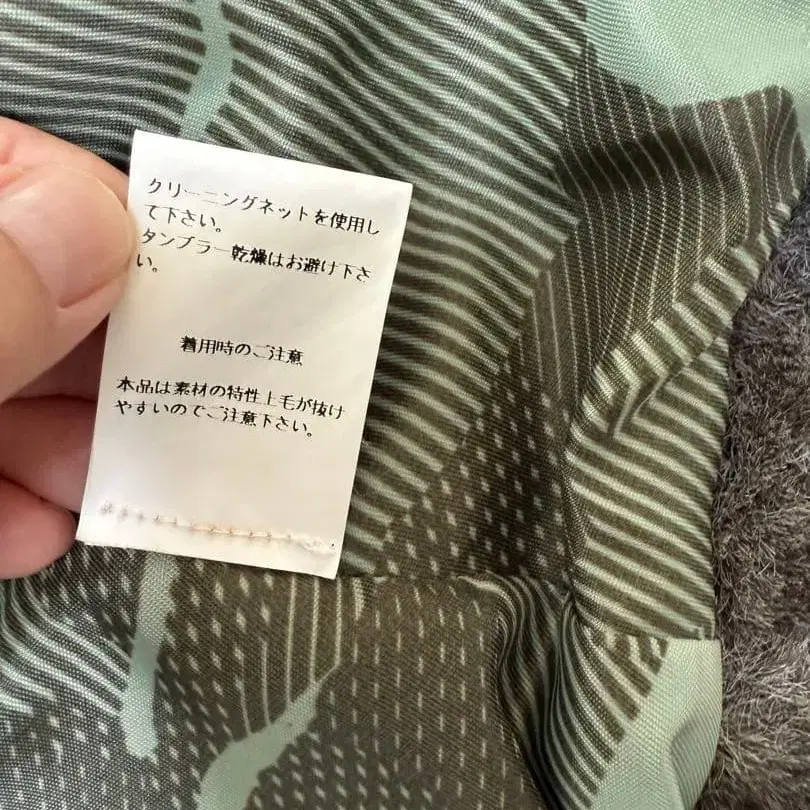 クリーニングネットを使用し
て下さい。
タンブラー乾燥はお避け下さ
い。
着用時のご注意
本品は素材の特性上毛が抜け
やすいのでご注意下さい。